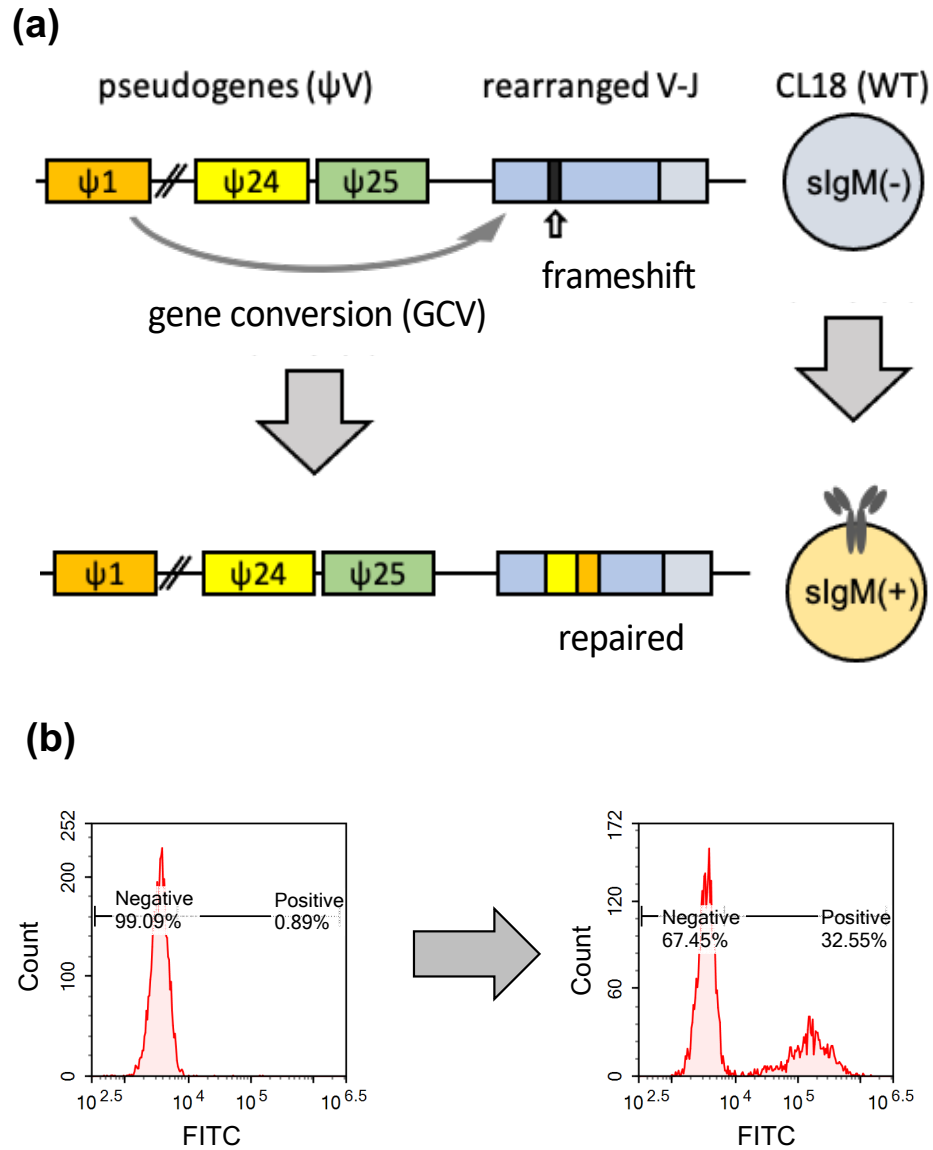 (a)
pseudogenes (ψV) rearranged V-J CL18 (WT)
ψ1 ψ24 ψ25 sIgM(-)
frameshift
gene conversion (GCV)
ψ1 ψ24 ψ25 sIgM(+)
repaired
(b)
252
200
100
0
Count
Negative
99.09%
Positive
0.89%
10^2.5 10^4 10^5 10^6.5
FITC
172
120
60
0
Count
Negative
67.45%
Positive
32.55%
10^2.5 10^4 10^5 10^6.5
FITC